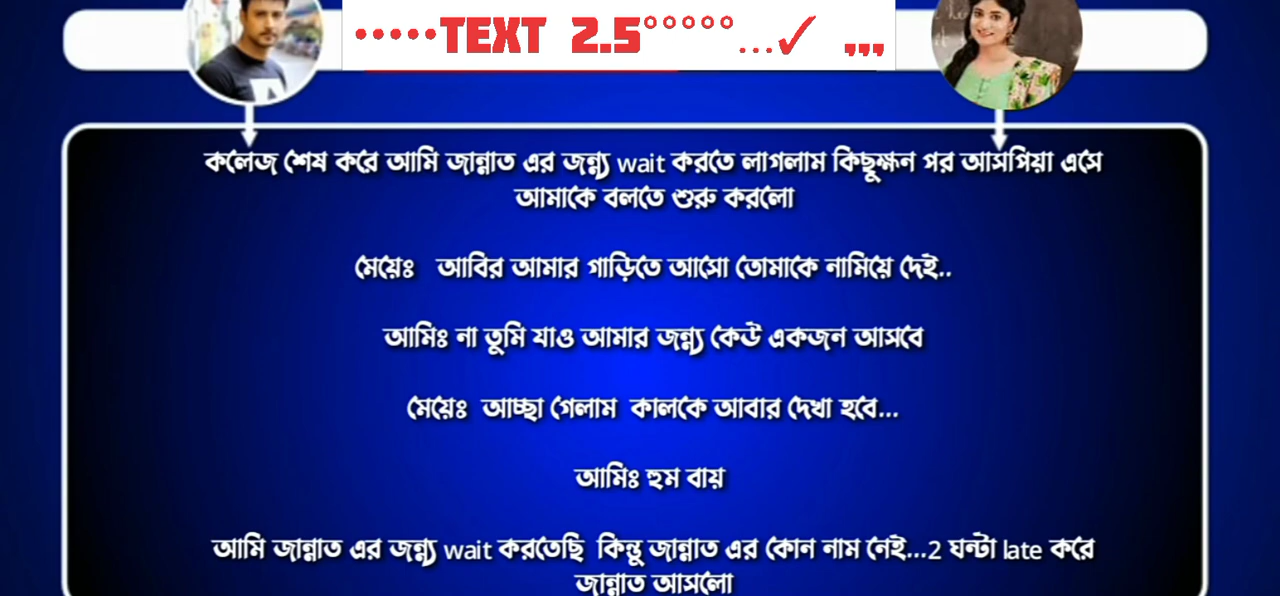 •••••TEXT 2.5°°°°°...✓ ,,,
কলেজ শেষ করে আমি জান্নাত এর জন্ন্য wait করতে লাগলাম কিছুক্ষন পর আসপিয়া এসে
আমাকে বলতে শুরু করলো
মেয়েঃ আবির আমার গাড়িতে আসো তোমাকে নামিয়ে দেই..
আমিঃ না তুমি যাও আমার জন্ন্য কেউ একজন আসবে
মেয়েঃ আচ্ছা গেলাম কালকে আবার দেখা হবে...
আমিঃ হুম বায়
আমি জান্নাত এর জন্ন্য wait করতেছি কিন্তু জান্নাত এর কোন নাম নেই...2 ঘন্টা late করে
জান্নাত আসলো